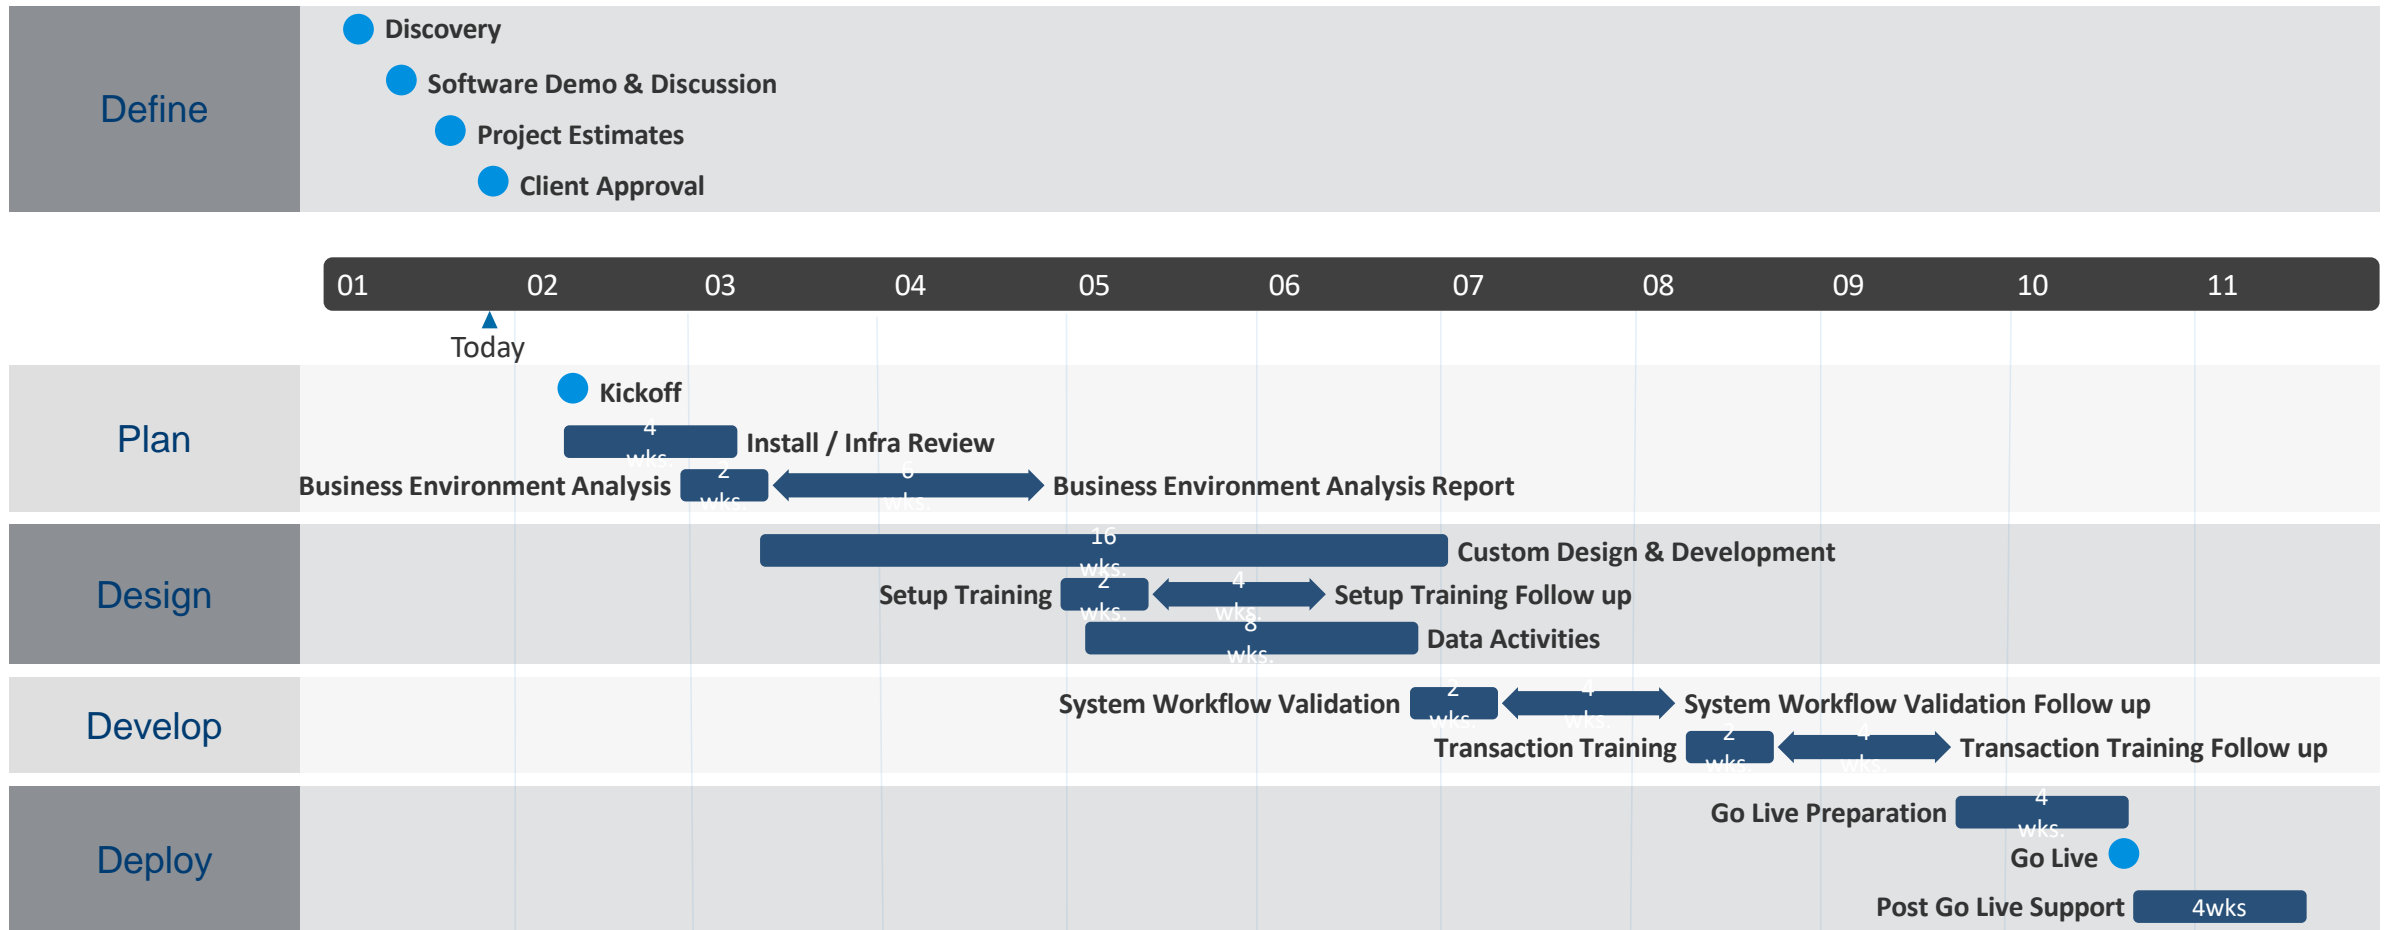 Define
Discovery
Software Demo & Discussion
Project Estimates
Client Approval
01 02 03 04 05 06 07 08 09 10 11
Today
Plan
Kickoff
4
wks.
Install / Infra Review
Business Environment Analysis
2
wks.
6
wks.
Business Environment Analysis Report
Design
16
wks.
Custom Design & Development
Setup Training
2
wks.
4
wks.
Setup Training Follow up
8
wks.
Data Activities
Develop
System Workflow Validation
2
wks.
4
wks.
System Workflow Validation Follow up
Transaction Training
2
wks.
4
wks.
Transaction Training Follow up
Deploy
Go Live Preparation
4
wks.
Go Live
Post Go Live Support
4wks